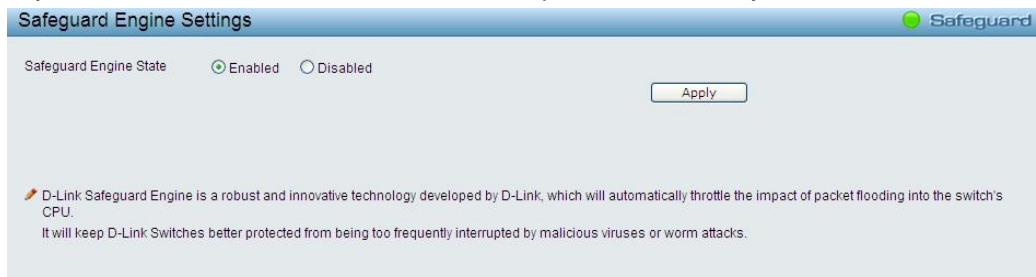 Safeguard Engine Settings
Safeguard
Safeguard Engine State Enabled Disabled
Apply
D-Link Safeguard Engine is a robust and innovative technology developed by D-Link, which will automatically throttle the impact of packet flooding into the switch's
CPU.
It will keep D-Link Switches better protected from being too frequently interrupted by malicious viruses or worm attacks.